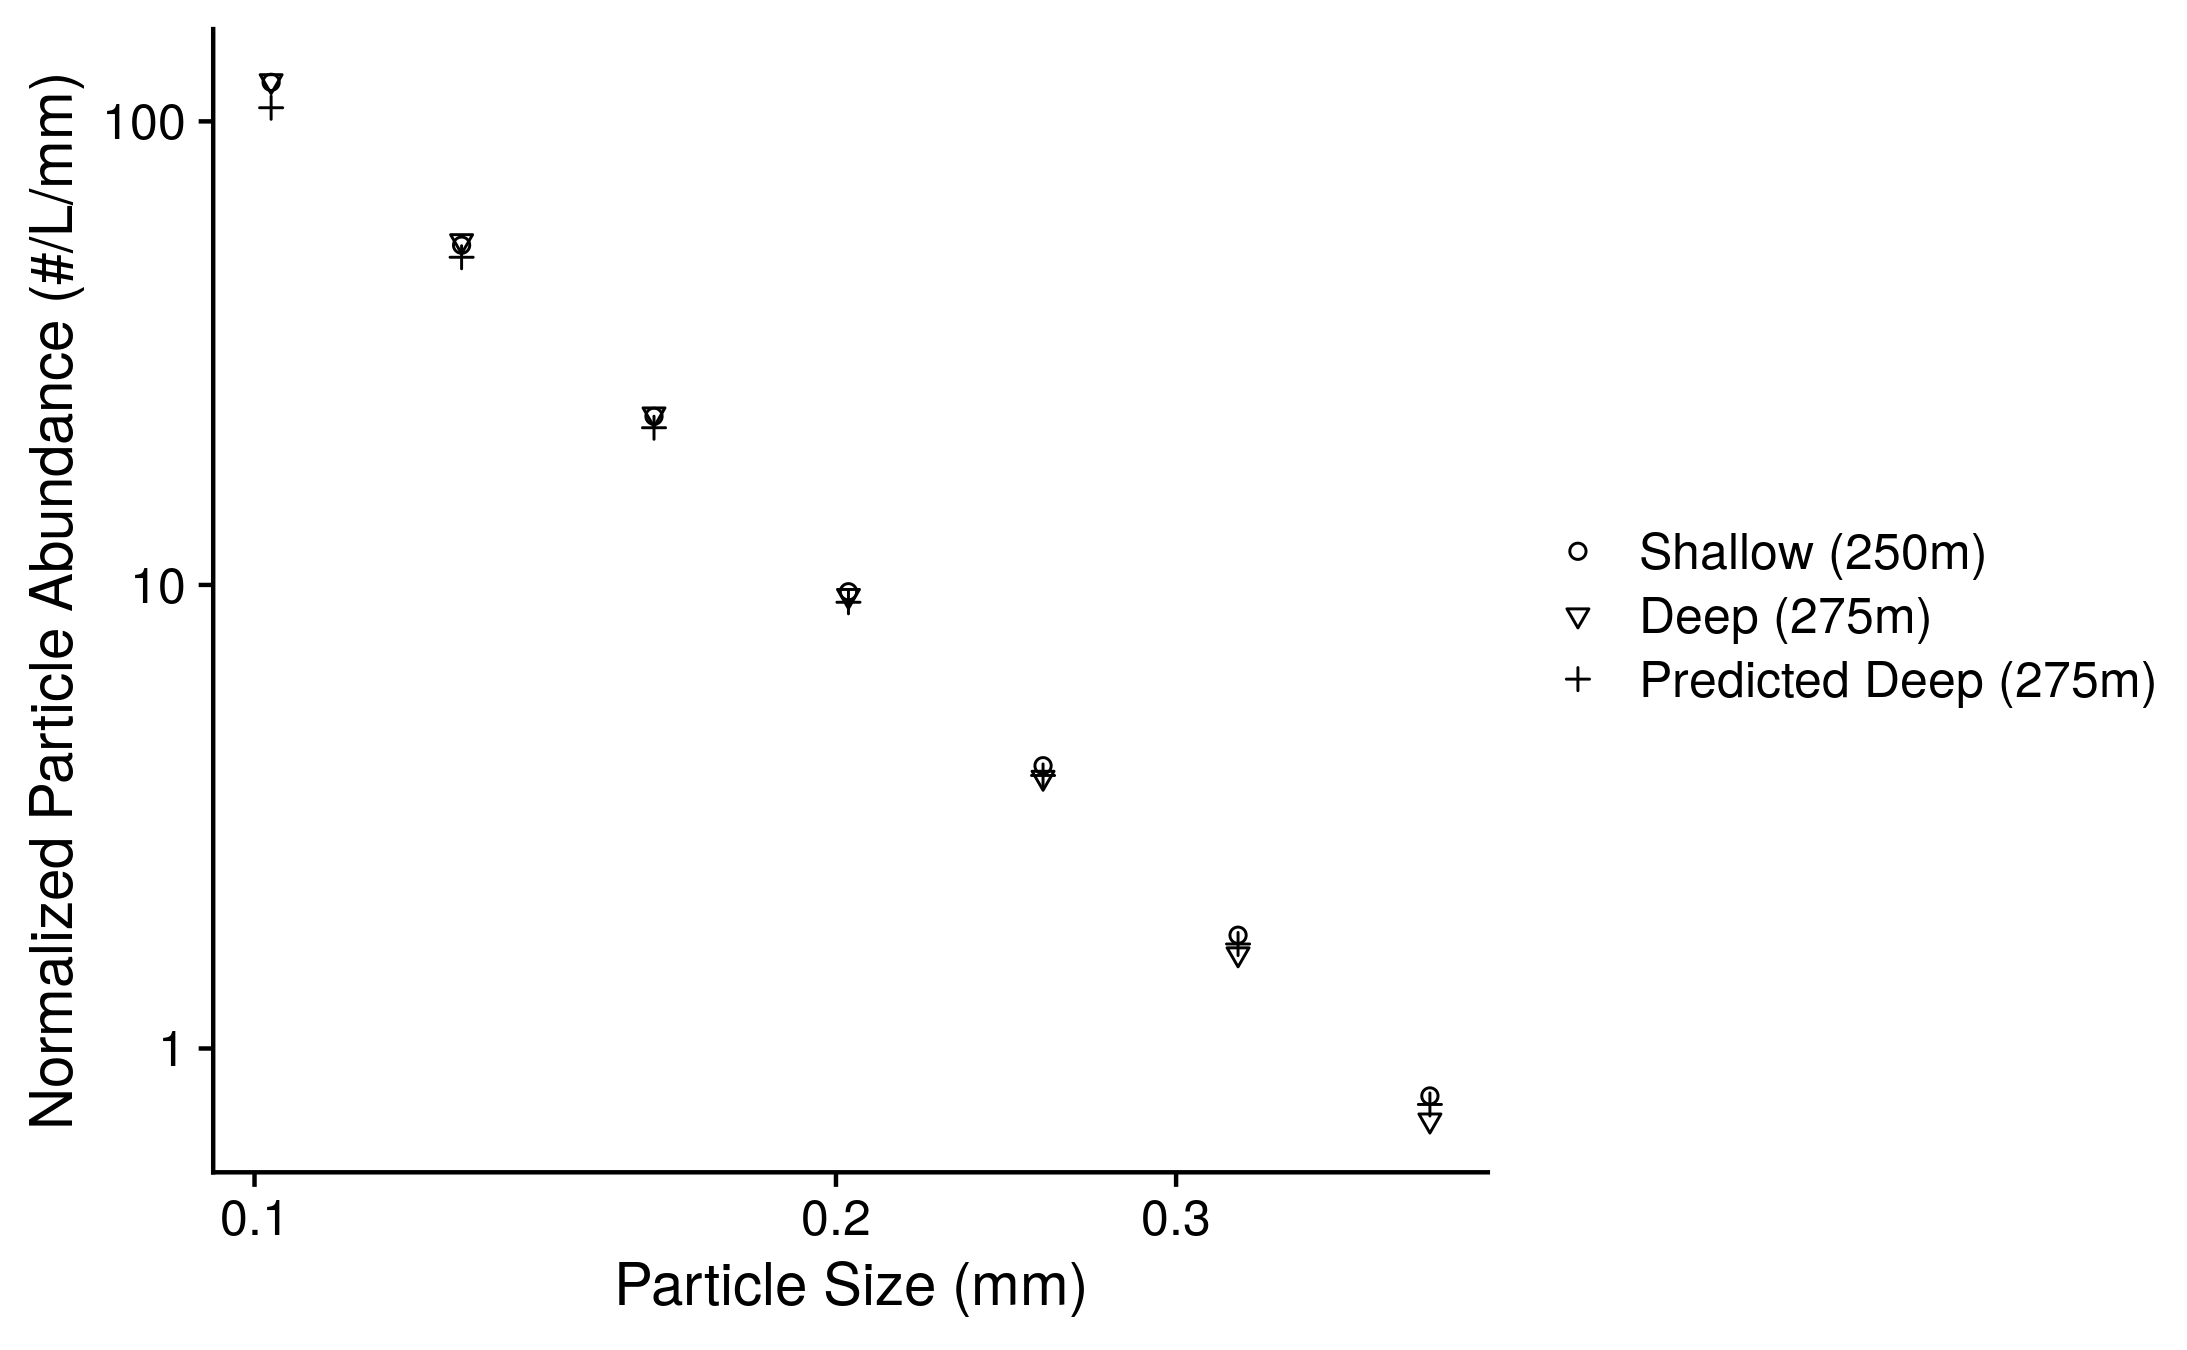 Normalized Particle Abundance (#/L/mm)
100
10
1
0.1 0.2 0.3
Particle Size (mm)
Shallow (250m)
Deep (275m)
Predicted Deep (275m)